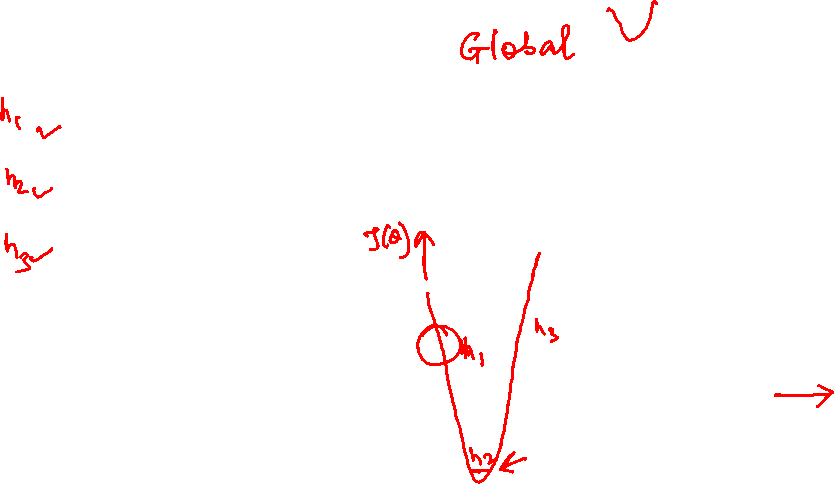 Global
h₁
h₂
h₃
J(θ)
h₃
h₁
h₂